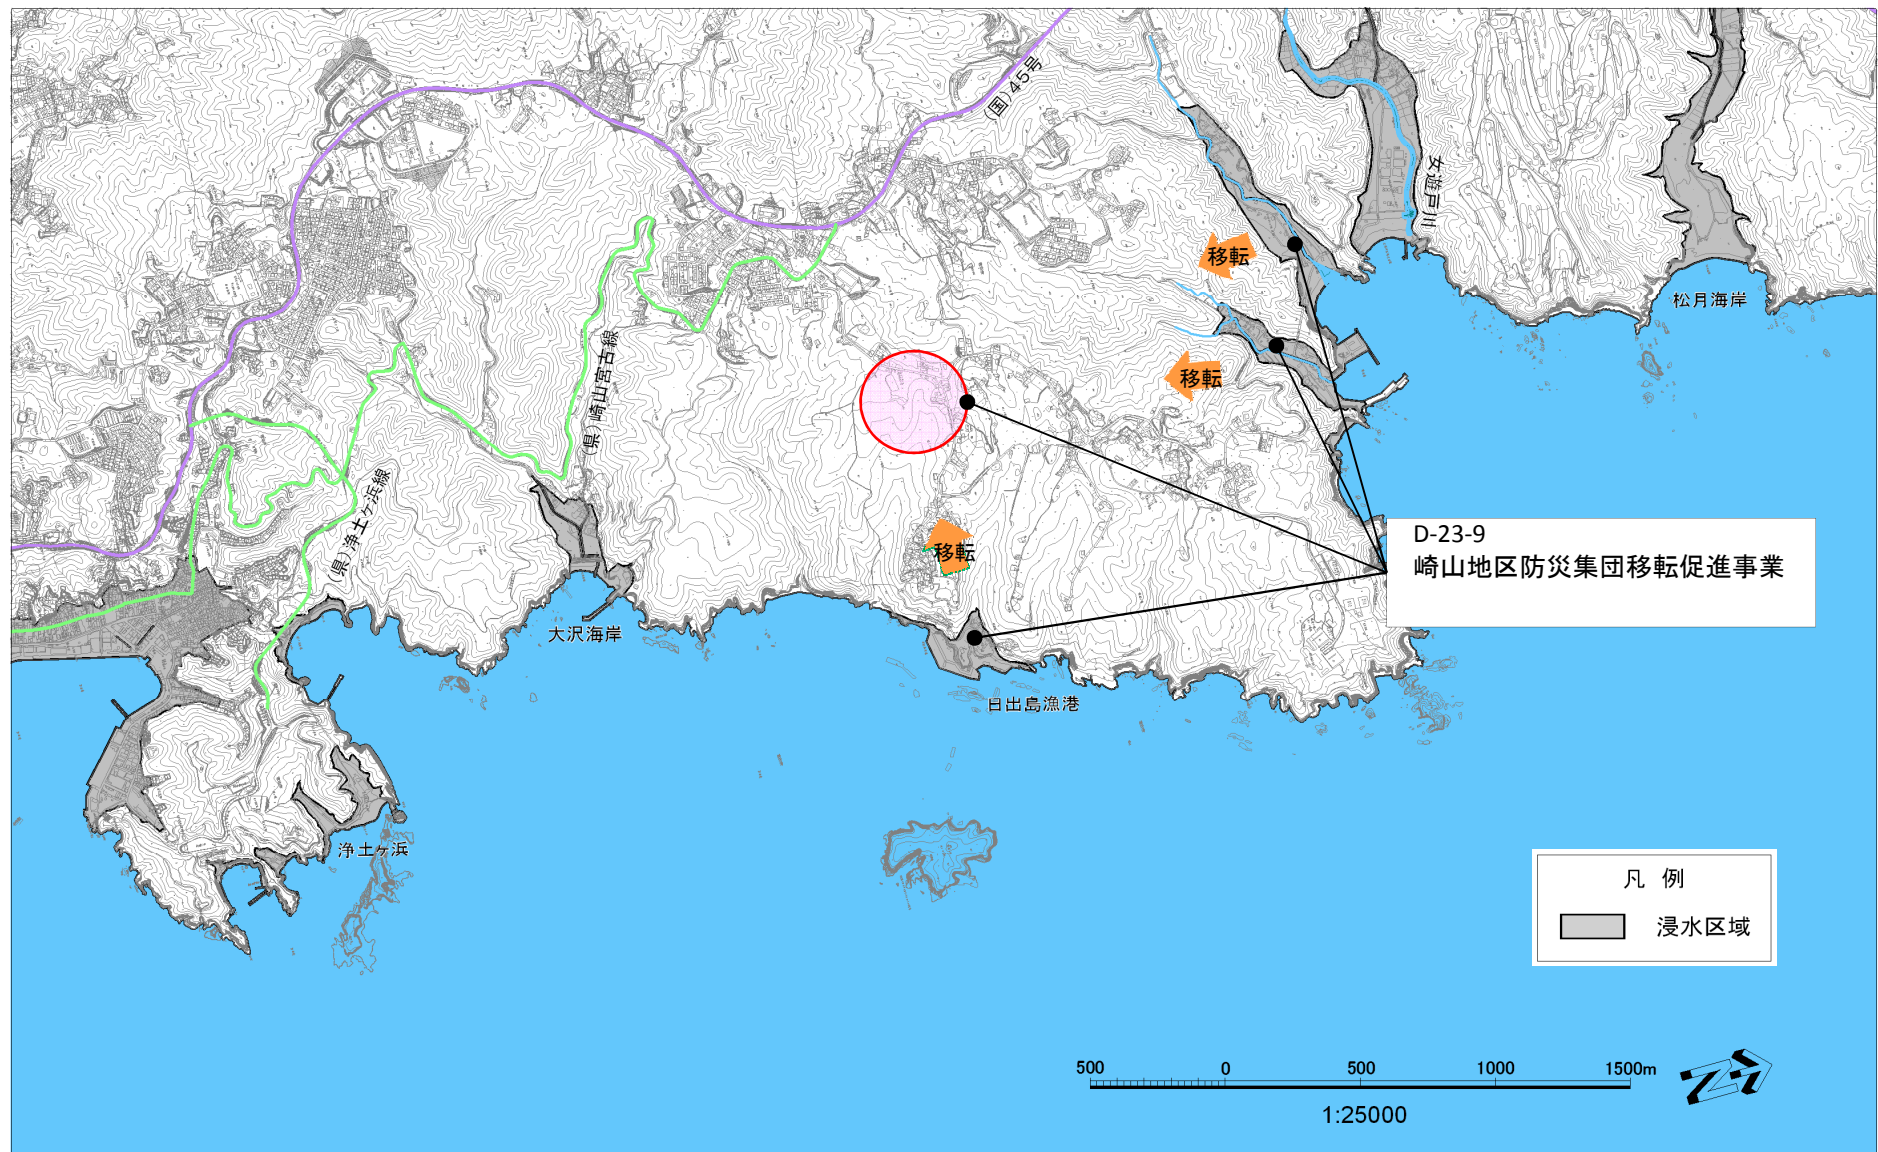 (国)45号
女遊戸川
移転
松月海岸
(県)崎山宮古線
移転
(県)浄土ヶ浜線
移転
D-23-9
崎山地区防災集団移転促進事業
大沢海岸
日出島漁港
浄土ヶ浜
凡 例
浸水区域
500 0 500 1000 1500m
1:25000